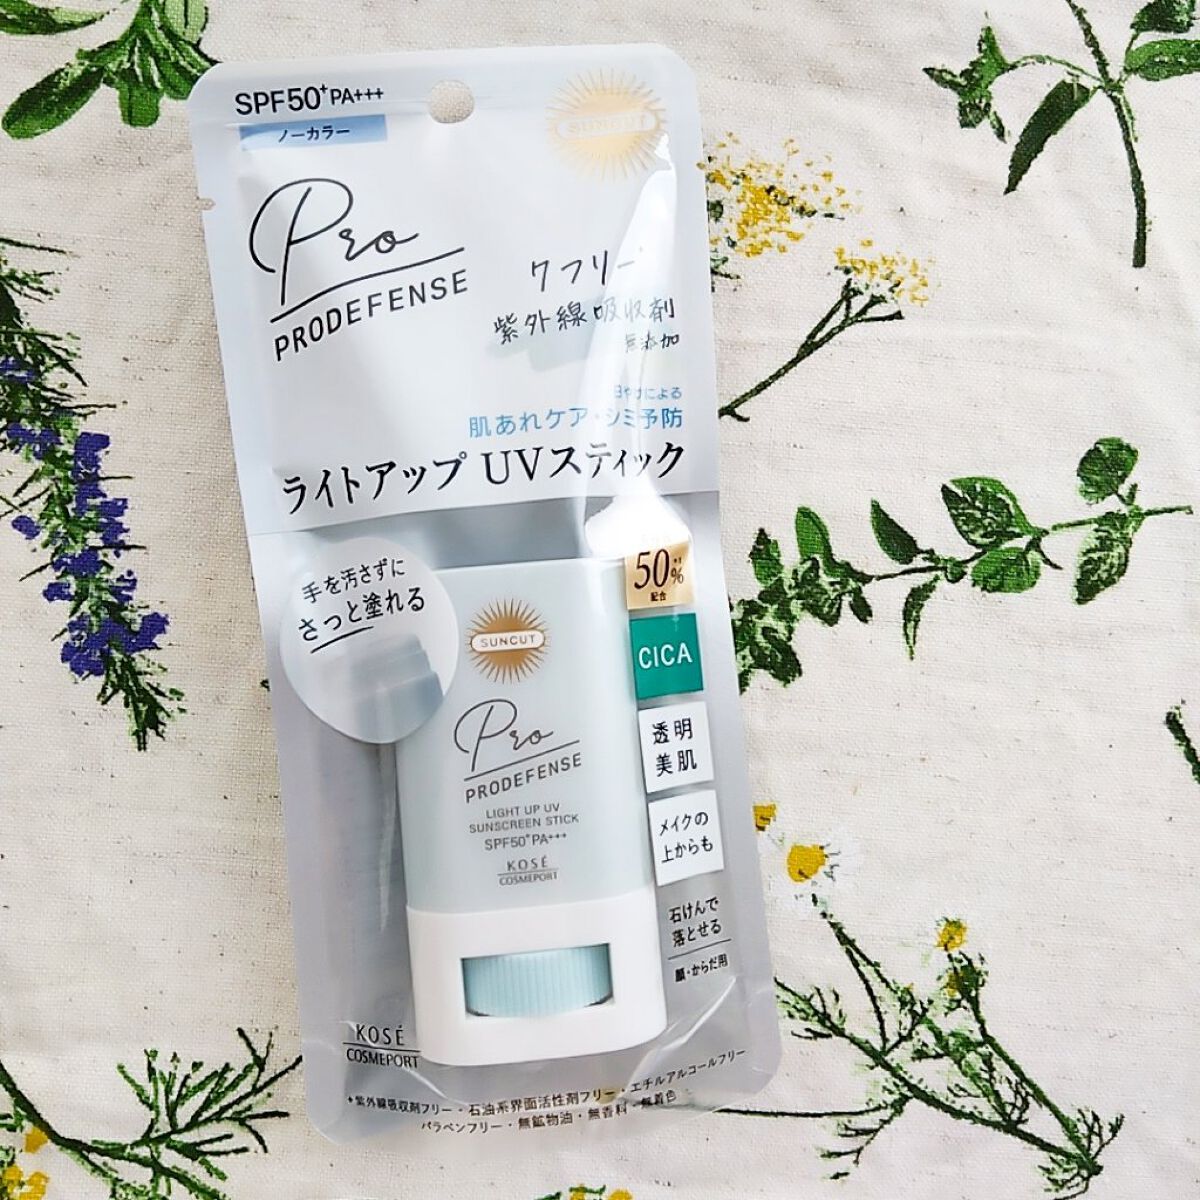 SPF50+ PA+++
ノーカラー
SUNCUT
Pro
PRODEFENSE
7フリー*
紫外線吸収剤
無添加
日やけによる
肌あれケア・シミ予防
ライトアップ UVスティック
手を汚さずに
さっと塗れる
50%
配合
CICA
透明
美肌
メイクの
上からも
石けんで
落とせる
顔・からだ用
SUNCUT
Pro
PRODEFENSE
LIGHT UP UV
SUNSCREEN STICK
SPF50+ PA+++
KOSÉ
COSMEPORT
KOSÉ
COSMEPORT
*紫外線吸収剤フリー・石油系界面活性剤フリー・エチルアルコールフリー
パラベンフリー・無鉱物油・無香料・無着色